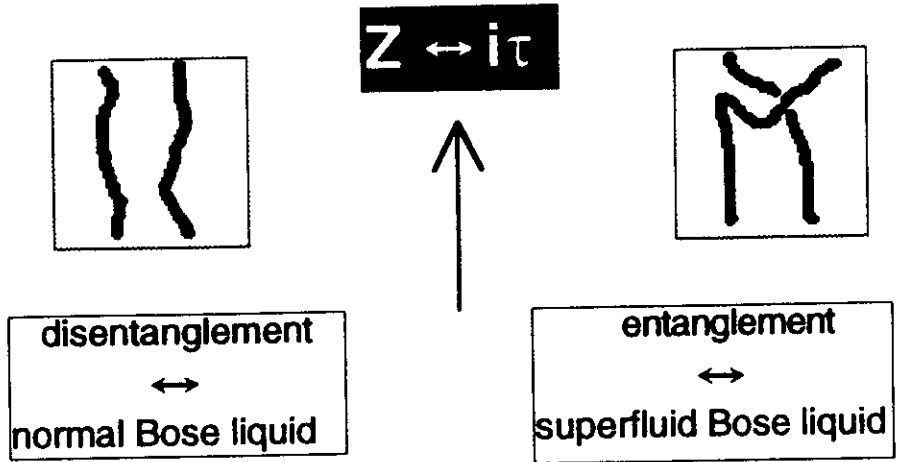 Z ↔ iτ
disentanglement
↔
normal Bose liquid
entanglement
↔
superfluid Bose liquid